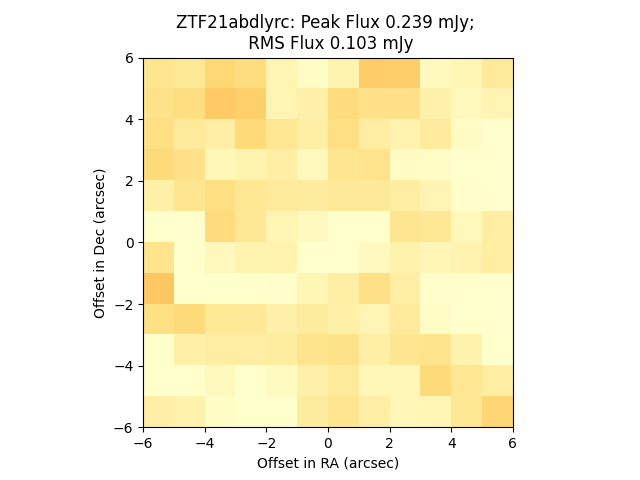 ZTF21abdlyrc: Peak Flux 0.239 mJy;
RMS Flux 0.103 mJy
6
4
2
0
−2
−4
−6
Offset in Dec (arcsec)
−6 −4 −2 0 2 4 6
Offset in RA (arcsec)